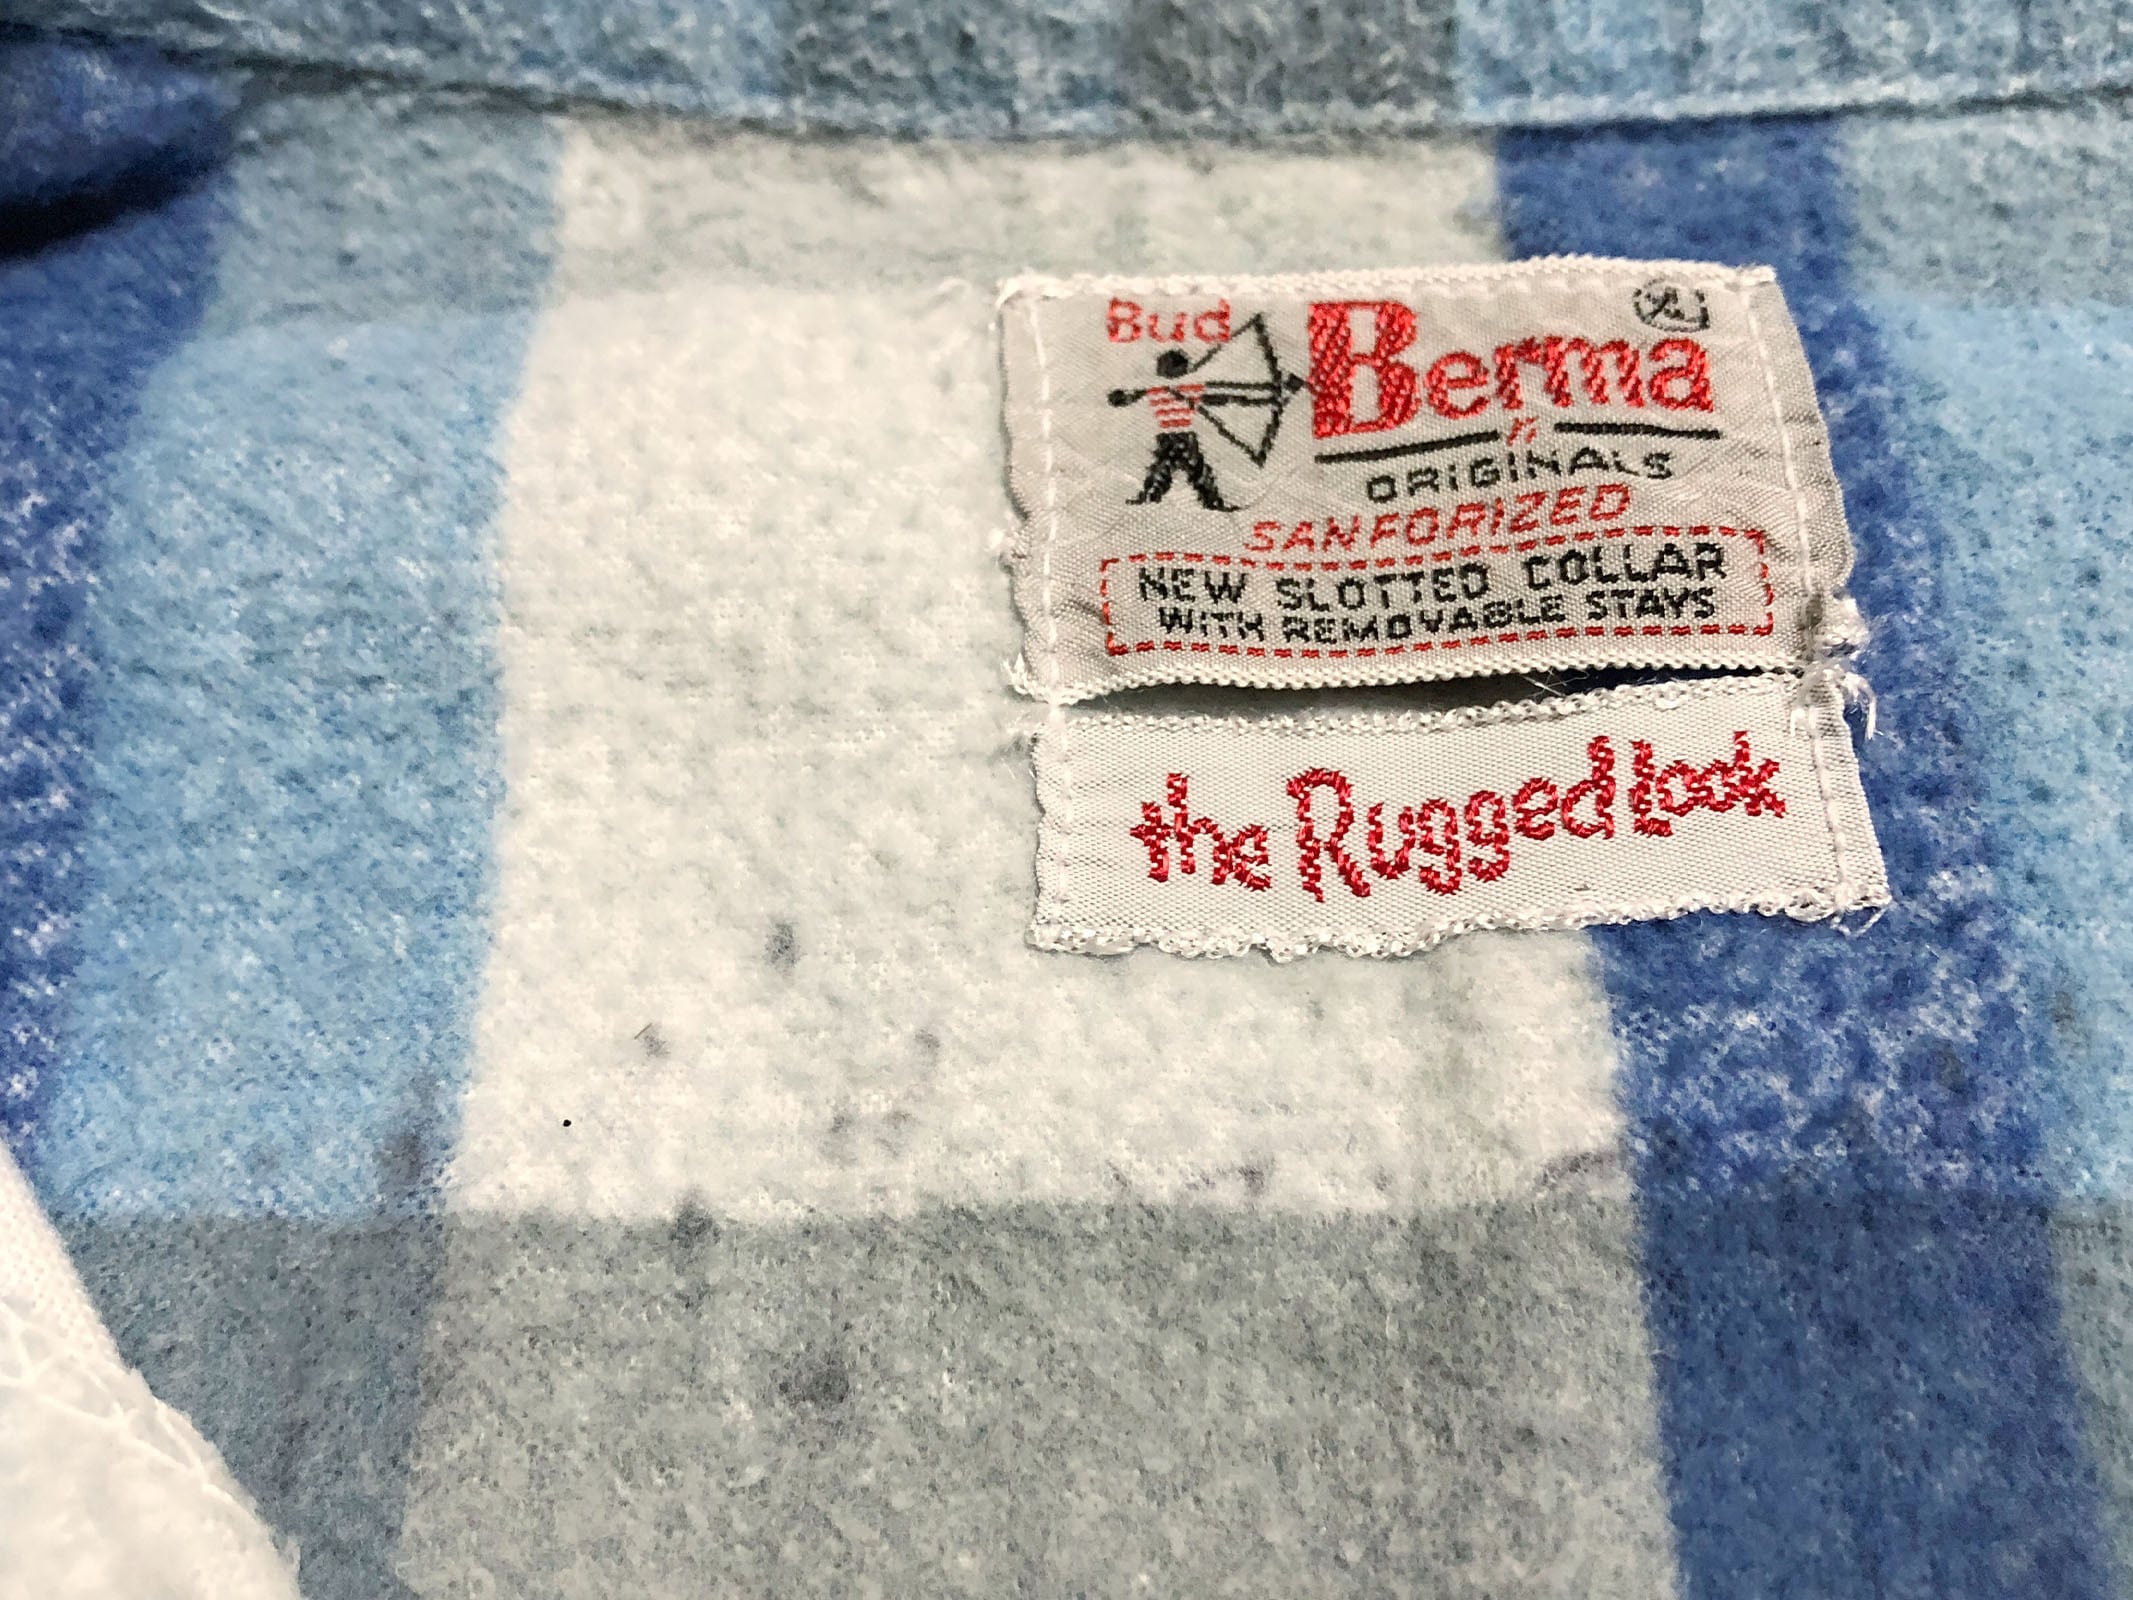 Bud
Berma
ORIGINALS
SANFORIZED
NEW SLOTTED COLLAR
WITH REMOVABLE STAYS
the Rugged Look